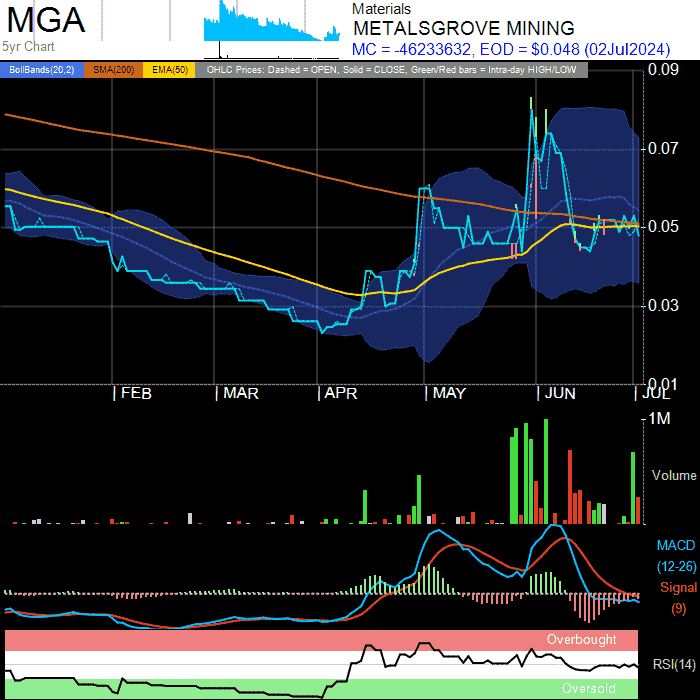 MGA
5yr Chart
Materials
METALSGROVE MINING
MC = -46233632, EOD = $0.048 (02Jul2024)
BollBands(20,2) SMA(200) EMA(50) OHLC Prices: Dashed = OPEN, Solid = CLOSE, Green/Red bars = Intra-day HIGH/LOW
0.09
0.07
0.05
0.03
0.01
FEB MAR APR MAY JUN JUL
1M
Volume
MACD
(12-26)
Signal
(9)
Overbought
RSI(14)
Oversold